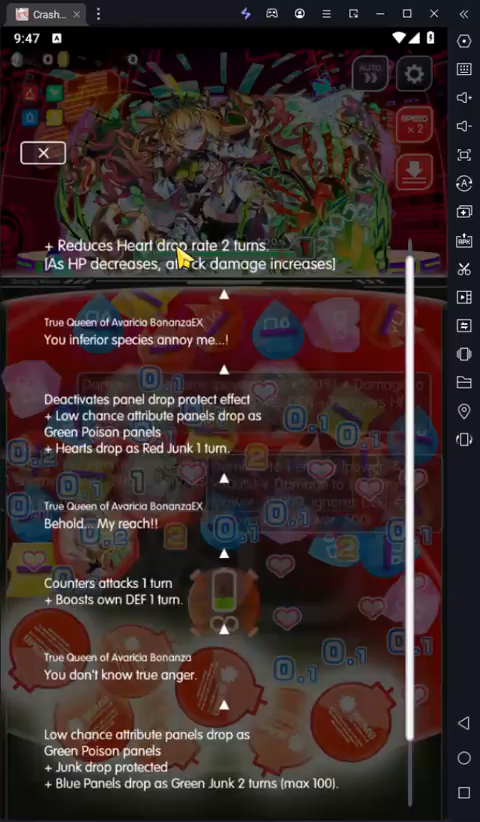 Crash...
9:47
A
AUTO
SPEED
× 2
+ Reduces Heart drop rate 2 turns.
[As HP decreases, attack damage increases]
True Queen of Avaricia BonanzaEX
You inferior species annoy me...!
Deactivates panel drop protect effect
+ Low chance attribute panels drop as
Green Poison panels
+ Hearts drop as Red Junk 1 turn.
True Queen of Avaricia BonanzaEX
Behold... My reach!!
Counters attacks 1 turn
+ Boosts own DEF 1 turn.
True Queen of Avaricia Bonanza
You don't know true anger.
Low chance attribute panels drop as
Green Poison panels
+ Junk drop protected
+ Blue Panels drop as Green Junk 2 turns (max 100).